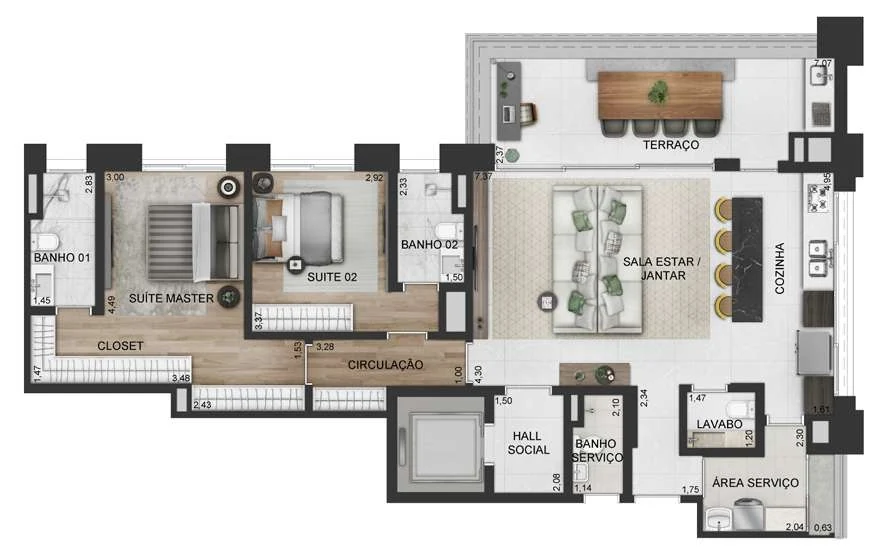 7,07
TERRAÇO
2,37
2,83
3,00
2,92
2,33
7,37
4,95
BANHO 01
BANHO 02
SALA ESTAR /
JANTAR
COZINHA
SUITE 02
1,50
SUÍTE MASTER
1,45
4,49
3,37
CLOSET
1,53
3,28
CIRCULAÇÃO
1,00
4,30
1,47
3,48
2,43
1,50
2,10
2,34
1,47
1,61
LAVABO
1,20
2,30
HALL
SOCIAL
BANHO
SERVIÇO
2,08
1,14
1,75
ÁREA SERVIÇO
2,04
0,63